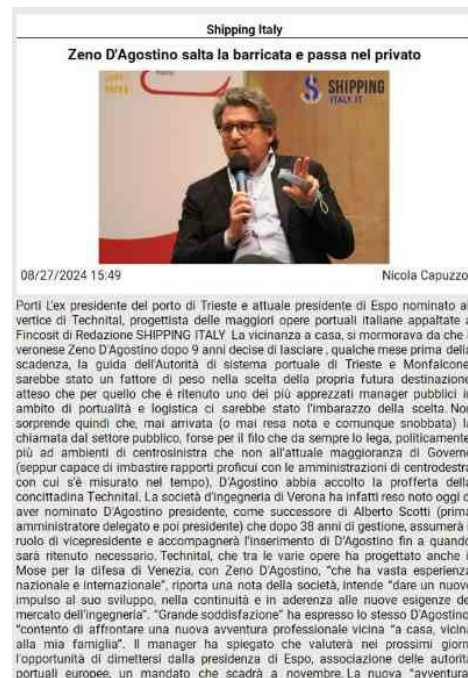 Shipping Italy
Zeno D'Agostino salta la barricata e passa nel privato
SHIPPING
ITALY IT
08/27/2024 15:49 Nicola Capuzzo
Porti L'ex presidente del porto di Trieste e attuale presidente di Espo nominato al
vertice di Technital, progettista delle maggiori opere portuali italiane appaltate a
Fincosit di Redazione SHIPPING ITALY La vicinanza a casa, si mormorava da che il
veronese Zeno D'Agostino dopo 9 anni decise di lasciare , qualche mese prima della
scadenza, la guida dell'Autorità di sistema portuale di Trieste e Monfalcone,
sarebbe stato un fattore di peso nella scelta della propria futura destinazione,
atteso che per quello che è ritenuto uno dei più apprezzati manager pubblici in
ambito di portualità e logistica ci sarebbe stato l'imbarazzo della scelta. Non
sorprende quindi che, mai arrivata (o mai resa nota e comunque snobbata) la
chiamata dal settore pubblico, forse per il filo che da sempre lo lega, politicamente,
più ad ambienti di centrosinistra che non all'attuale maggioranza di Governo
(seppur capace di imbastire rapporti proficui con le amministrazioni di centrodestra
con cui s'è misurato nel tempo), D'Agostino abbia accolto la profferta della
concittadina Technital. La società d'ingegneria di Verona ha infatti reso noto oggi di
aver nominato D'Agostino presidente, come successore di Alberto Scotti (prima
amministratore delegato e poi presidente) che dopo 38 anni di gestione, assumerà il
ruolo di vicepresidente e accompagnerà l'inserimento di D'Agostino fin a quando
sarà ritenuto necessario. Technital, che tra le varie opere ha progettato anche il
Mose per la difesa di Venezia, con Zeno D'Agostino, "che ha vasta esperienza
nazionale e internazionale", riporta una nota della società, intende "dare un nuovo
impulso al suo sviluppo, nella continuità e in aderenza alle nuove esigenze del
mercato dell'ingegneria". "Grande soddisfazione" ha espresso lo stesso D'Agostino,
"contento di affrontare una nuova avventura professionale vicina "a casa, vicina
alla mia famiglia". Il manager ha spiegato che valuterà nei prossimi giorni
l'opportunità di dimettersi dalla presidenza di Espo, associazione delle autorità
portuali europee, un mandato che scadrà a novembre. La nuova "avventura